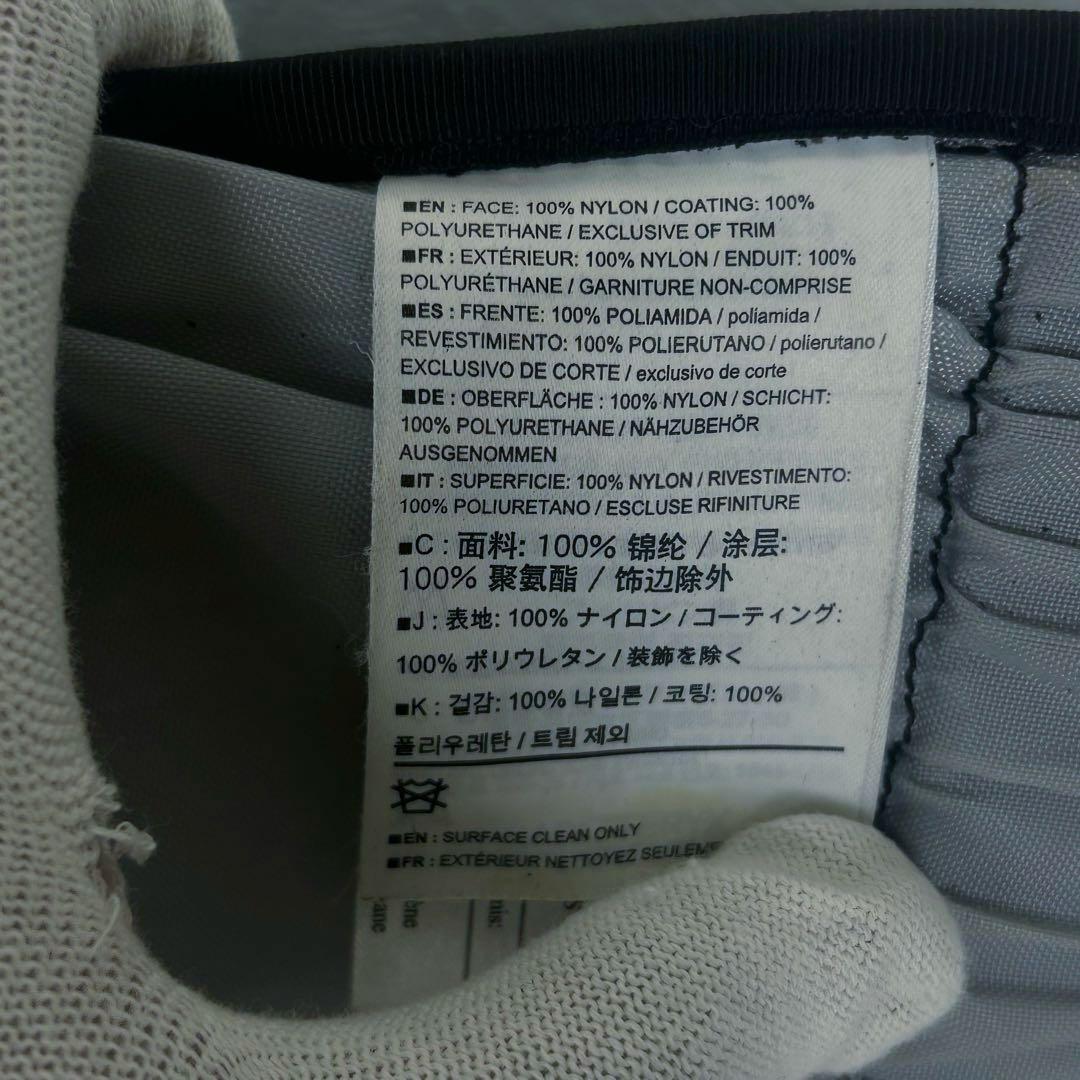 ■EN : FACE: 100% NYLON / COATING: 100%
POLYURETHANE / EXCLUSIVE OF TRIM
■FR : EXTÉRIEUR: 100% NYLON / ENDUIT: 100%
POLYURÉTHANE / GARNITURE NON-COMPRISE
■ES : FRENTE: 100% POLIAMIDA / poliamida /
REVESTIMIENTO: 100% POLIERUTANO / polierutano /
EXCLUSIVO DE CORTE / exclusivo de corte
■DE : OBERFLÄCHE : 100% NYLON / SCHICHT:
100% POLYURETHANE / NÄHZUBEHÖR
AUSGENOMMEN
■IT : SUPERFICIE: 100% NYLON / RIVESTIMENTO:
100% POLIURETANO / ESCLUSE RIFINITURE
■C : 面料: 100% 锦纶 / 涂层:
100% 聚氨酯 / 饰边除外
■J : 表地: 100% ナイロン / コーティング:
100% ポリウレタン / 装飾を除く
■K : 겉감: 100% 나일론 / 코팅: 100%
폴리우레탄 / 트림 제외
■EN : SURFACE CLEAN ONLY
■FR : EXTÉRIEUR NETTOYEZ